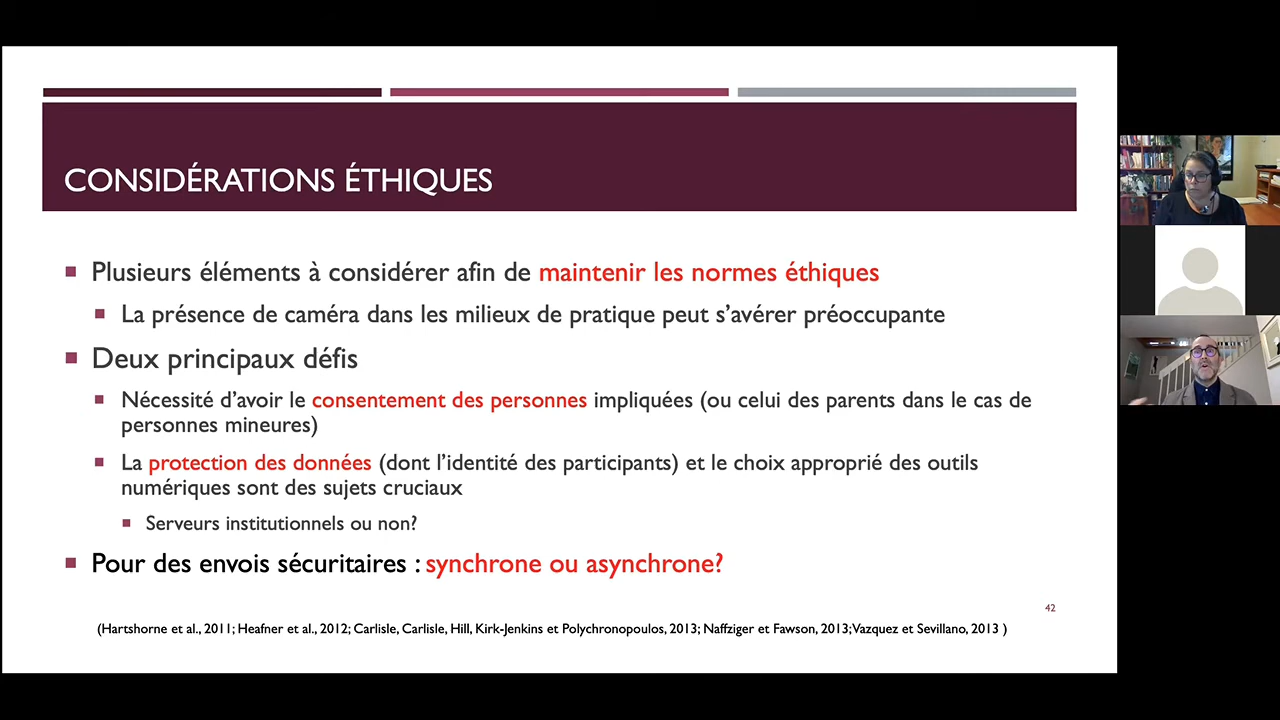 CONSIDÉRATIONS ÉTHIQUES
Plusieurs éléments à considérer afin de maintenir les normes éthiques
La présence de caméra dans les milieux de pratique peut s’avérer préoccupante
Deux principaux défis
Nécessité d’avoir le consentement des personnes impliquées (ou celui des parents dans le cas de
personnes mineures)
La protection des données (dont l’identité des participants) et le choix approprié des outils
numériques sont des sujets cruciaux
Serveurs institutionnels ou non?
Pour des envois sécuritaires : synchrone ou asynchrone?
42
(Hartshorne et al., 2011; Heafner et al., 2012; Carlisle, Carlisle, Hill, Kirk-Jenkins et Polychronopoulos, 2013; Naffziger et Fawson, 2013;Vazquez et Sevillano, 2013 )